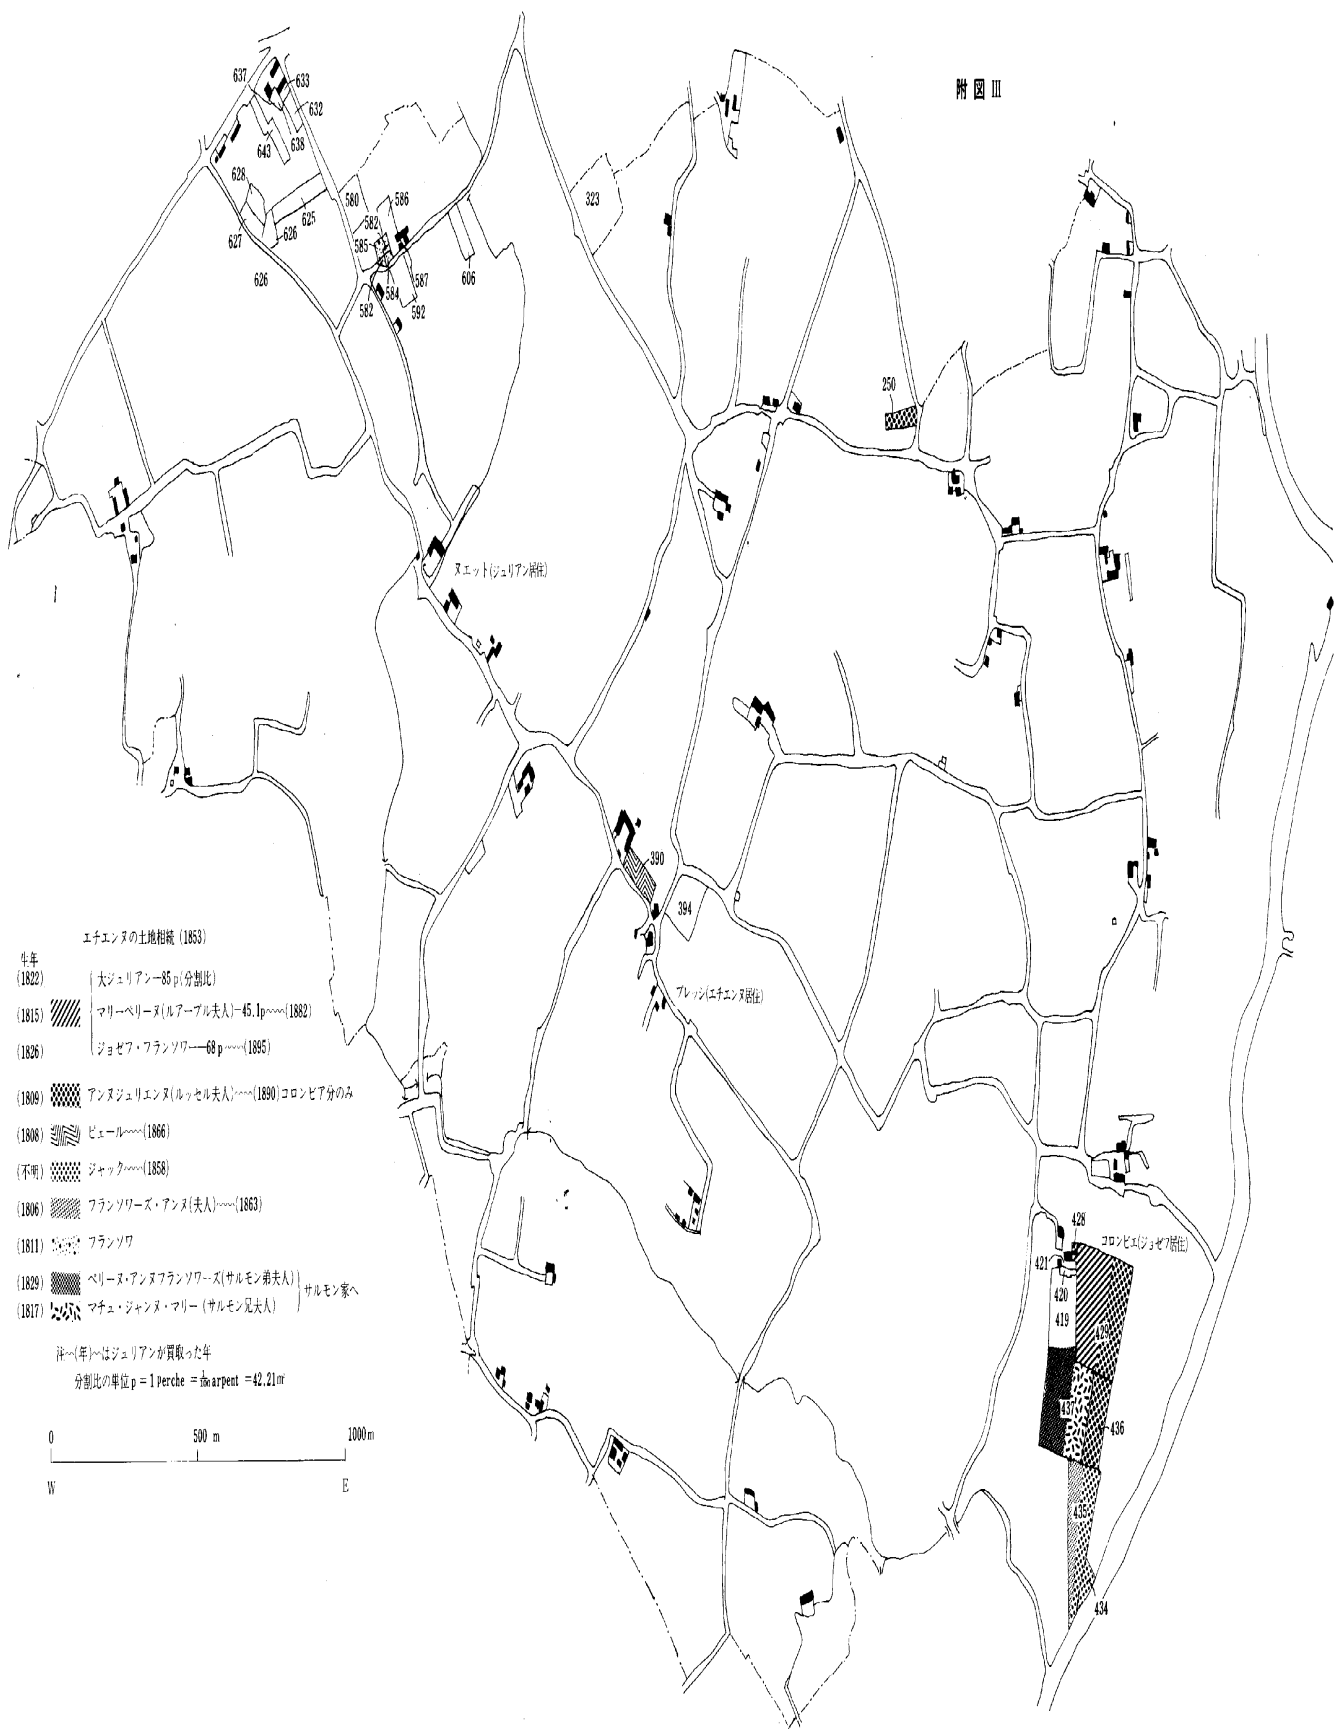 附図 III
637
633
632
638
643
628
625
627
626
626
580
586
582
585
587
584
582
592
606
323
250
ヌエット(ジュリアン居住)
390
394
プレッシ(エチエンヌ居住)
428
コロンビエ(ジョゼフ居住)
421
420
419
429
437
436
435
434
エチエンヌの土地相続 (1853)
生年
(1822) 大ジュリアン—85 p(分割比)
(1815) マリーペリーヌ(ルアーブル夫人)—45.1p〜〜(1882)
(1826) ジョゼフ・フランソワー—68 p〜〜(1895)
(1809) アンヌジュリエンヌ(ルッセル夫人)〜〜(1890)コロンビア分のみ
(1808) ピェール〜〜(1866)
(不明) ジャック〜〜(1858)
(1806) フランソワーズ・アンヌ(夫人)〜〜(1863)
(1811) フランソワ
(1829) ペリーヌ・アンヌフランソワーズ(サルモン弟夫人)
サルモン家へ
(1817) マチュ・ジャンヌ・マリー (サルモン兄夫人)
注〜(年)〜はジュリアンが買取った年
分割比の単位 p = 1 perche = 1/100 arpent = 42.21㎡
0 500 m 1000m
W E